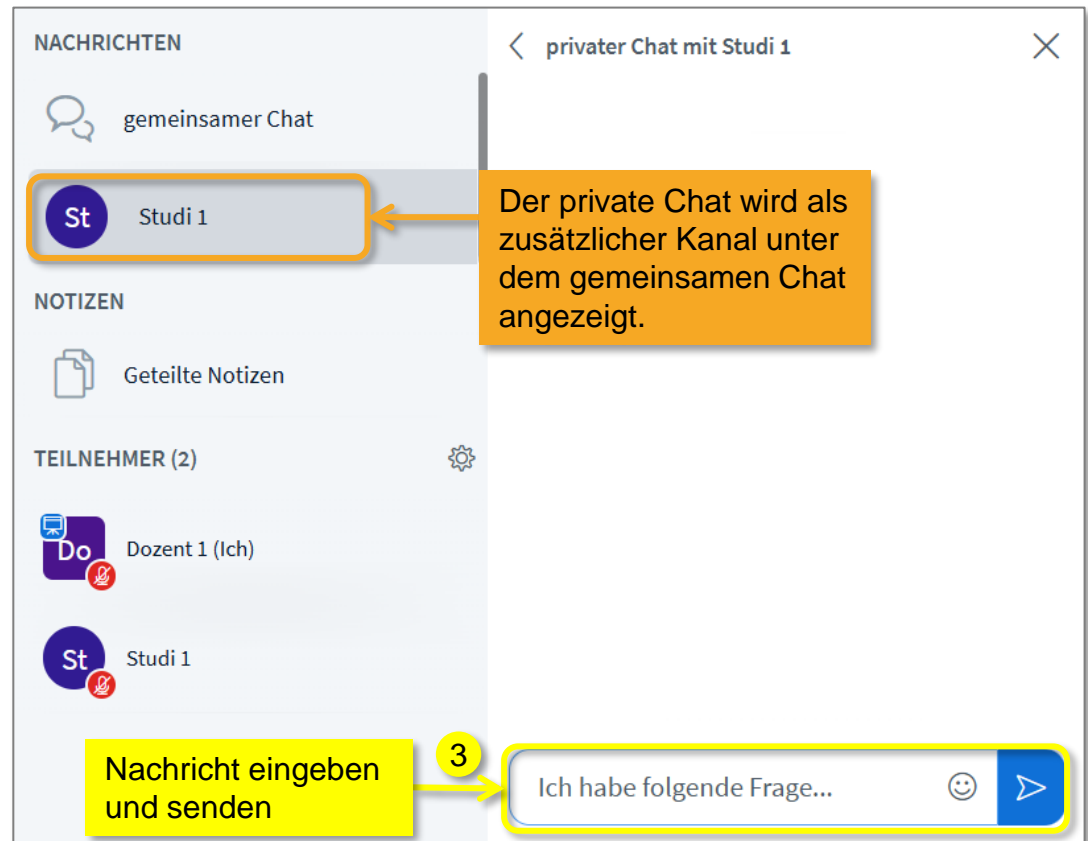 NACHRICHTEN
gemeinsamer Chat
St Studi 1
NOTIZEN
Geteilte Notizen
TEILNEHMER (2)
Do Dozent 1 (Ich)
St Studi 1
Nachricht eingeben
und senden
3
privater Chat mit Studi 1
Der private Chat wird als
zusätzlicher Kanal unter
dem gemeinsamen Chat
angezeigt.
Ich habe folgende Frage...